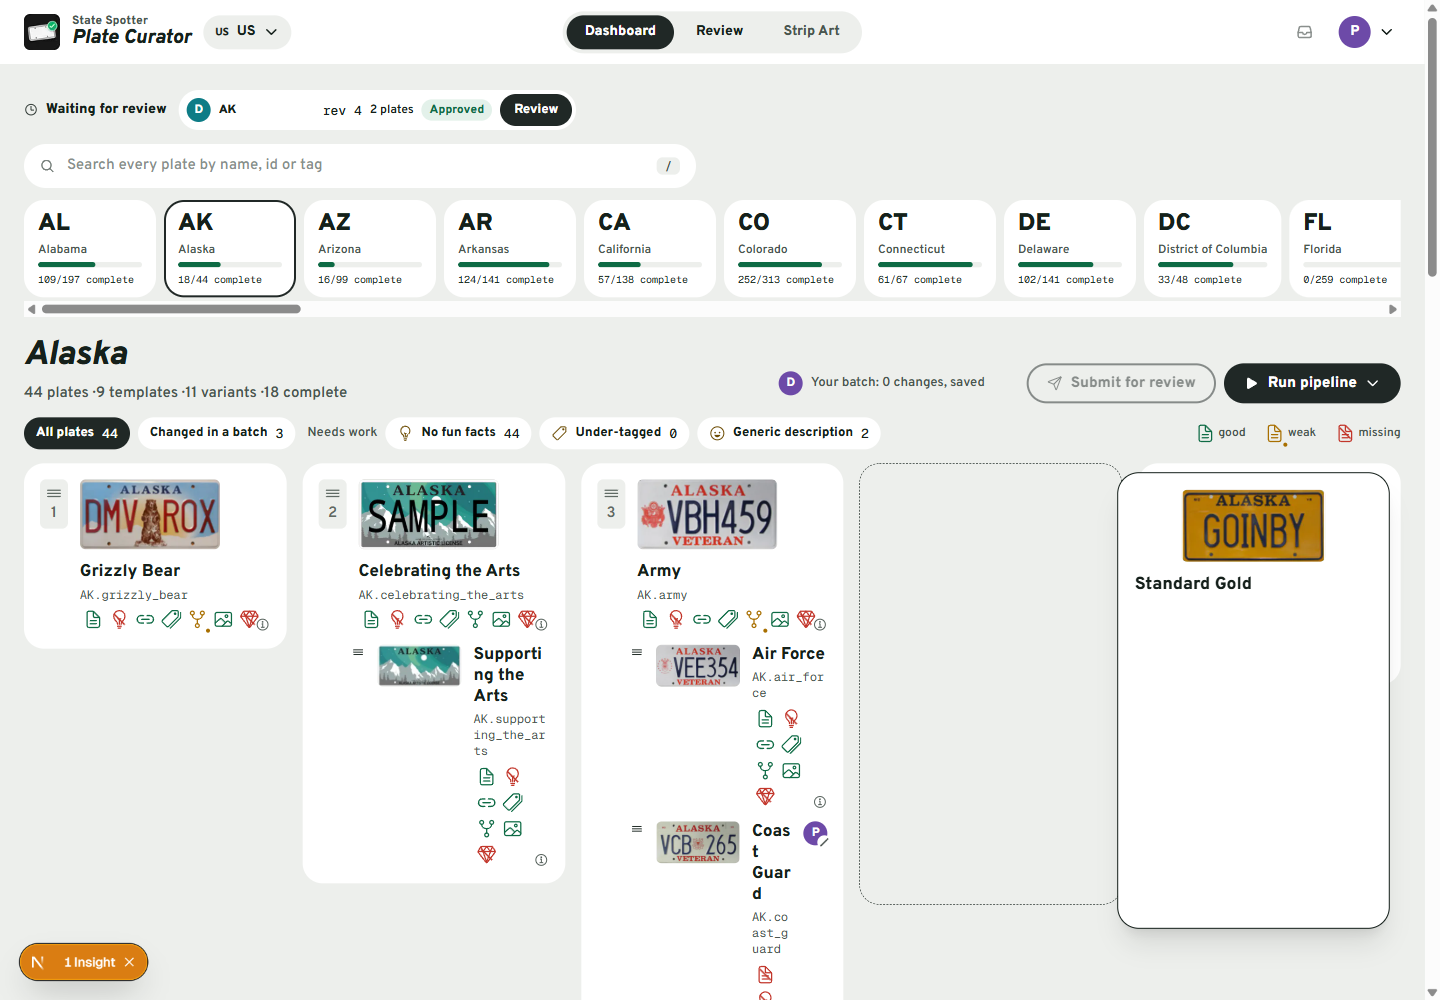 State Spotter
Plate Curator
US US
Dashboard
Review
Strip Art
P
Waiting for review
D AK rev 4 2 plates Approved Review
Search every plate by name, id or tag /
AL
Alabama
109/197 complete
AK
Alaska
18/44 complete
AZ
Arizona
16/99 complete
AR
Arkansas
124/141 complete
CA
California
57/138 complete
CO
Colorado
252/313 complete
CT
Connecticut
61/67 complete
DE
Delaware
102/141 complete
DC
District of Columbia
33/48 complete
FL
Florida
0/259 complete
Alaska
44 plates ·9 templates ·11 variants ·18 complete
D Your batch: 0 changes, saved
Submit for review
Run pipeline
All plates 44
Changed in a batch 3
Needs work
No fun facts 44
Under-tagged 0
Generic description 2
good
weak
missing
1
ALASKA
DMV ROX
Grizzly Bear
AK.grizzly_bear
2
ALASKA
SAMPLE
ALASKA ARTISTIC LICENSE
Celebrating the Arts
AK.celebrating_the_arts
ALASKA
Supporti
ng the
Arts
AK.support
ing_the_ar
ts
3
ALASKA
VBH459
VETERAN
Army
AK.army
ALASKA
VEE354
VETERAN
Air Force
AK.air_for
ce
ALASKA
VCB 265
VETERAN
Coas
t
Guar
d
P
AK.co
ast_g
uard
ALASKA
GOINBY
Standard Gold
N 1 Insight